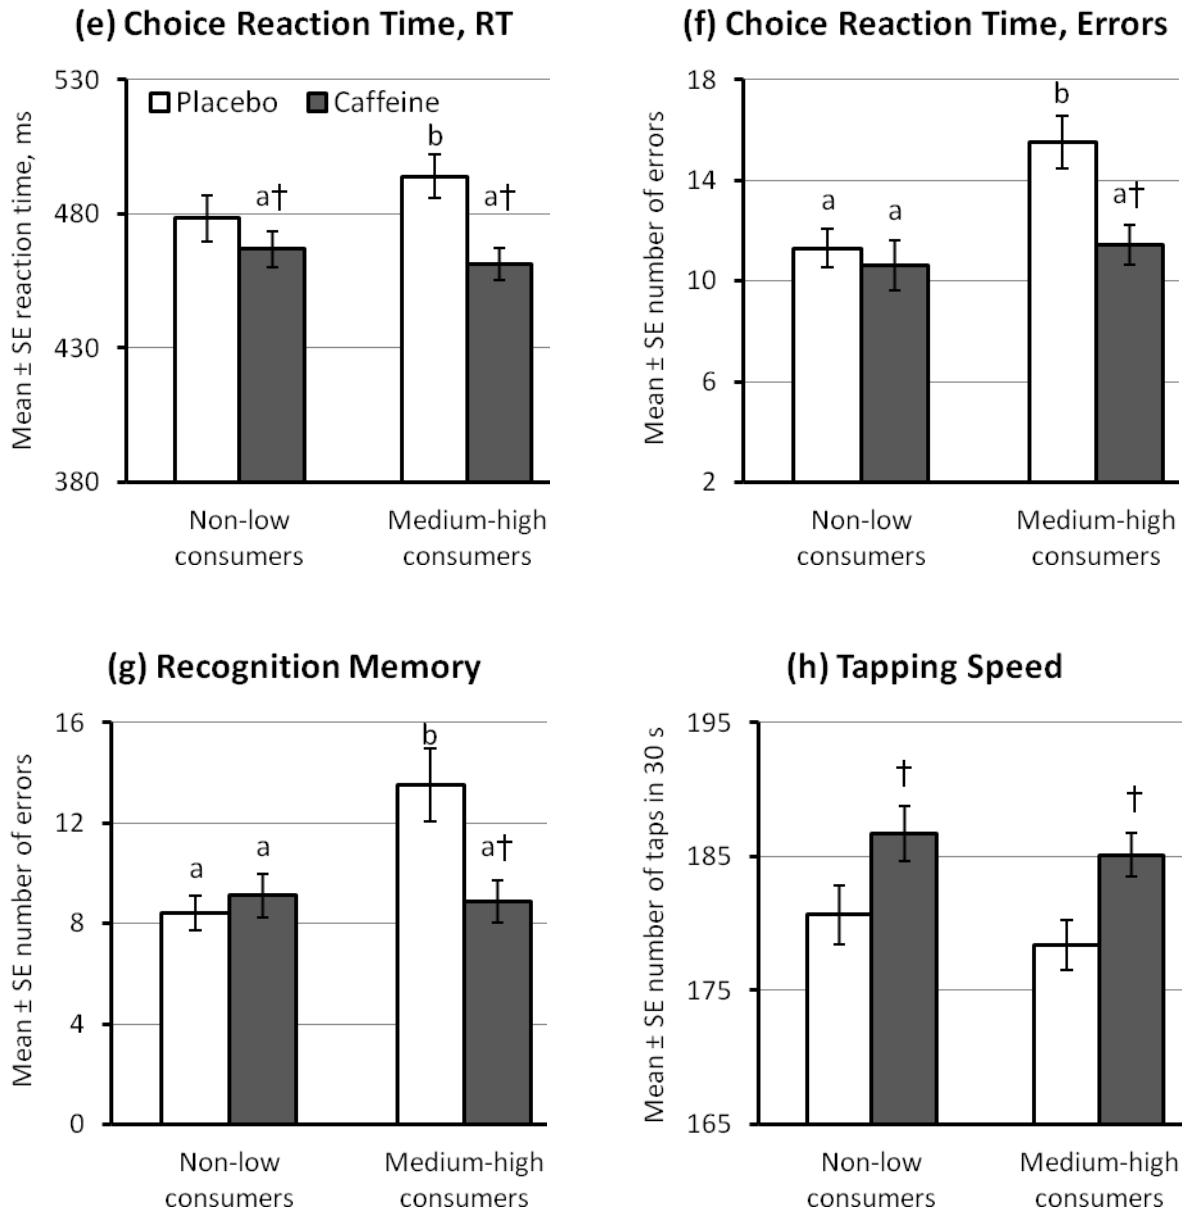 (e) Choice Reaction Time, RT
Mean ± SE reaction time, ms
530
480
430
380
Placebo Caffeine
a†
b
a†
Non-low
consumers
Medium-high
consumers
(f) Choice Reaction Time, Errors
Mean ± SE number of errors
18
14
10
6
2
a
a
b
a†
Non-low
consumers
Medium-high
consumers
(g) Recognition Memory
Mean ± SE number of errors
16
12
8
4
0
a
a
b
a†
Non-low
consumers
Medium-high
consumers
(h) Tapping Speed
Mean ± SE number of taps in 30 s
195
185
175
165
†
†
Non-low
consumers
Medium-high
consumers